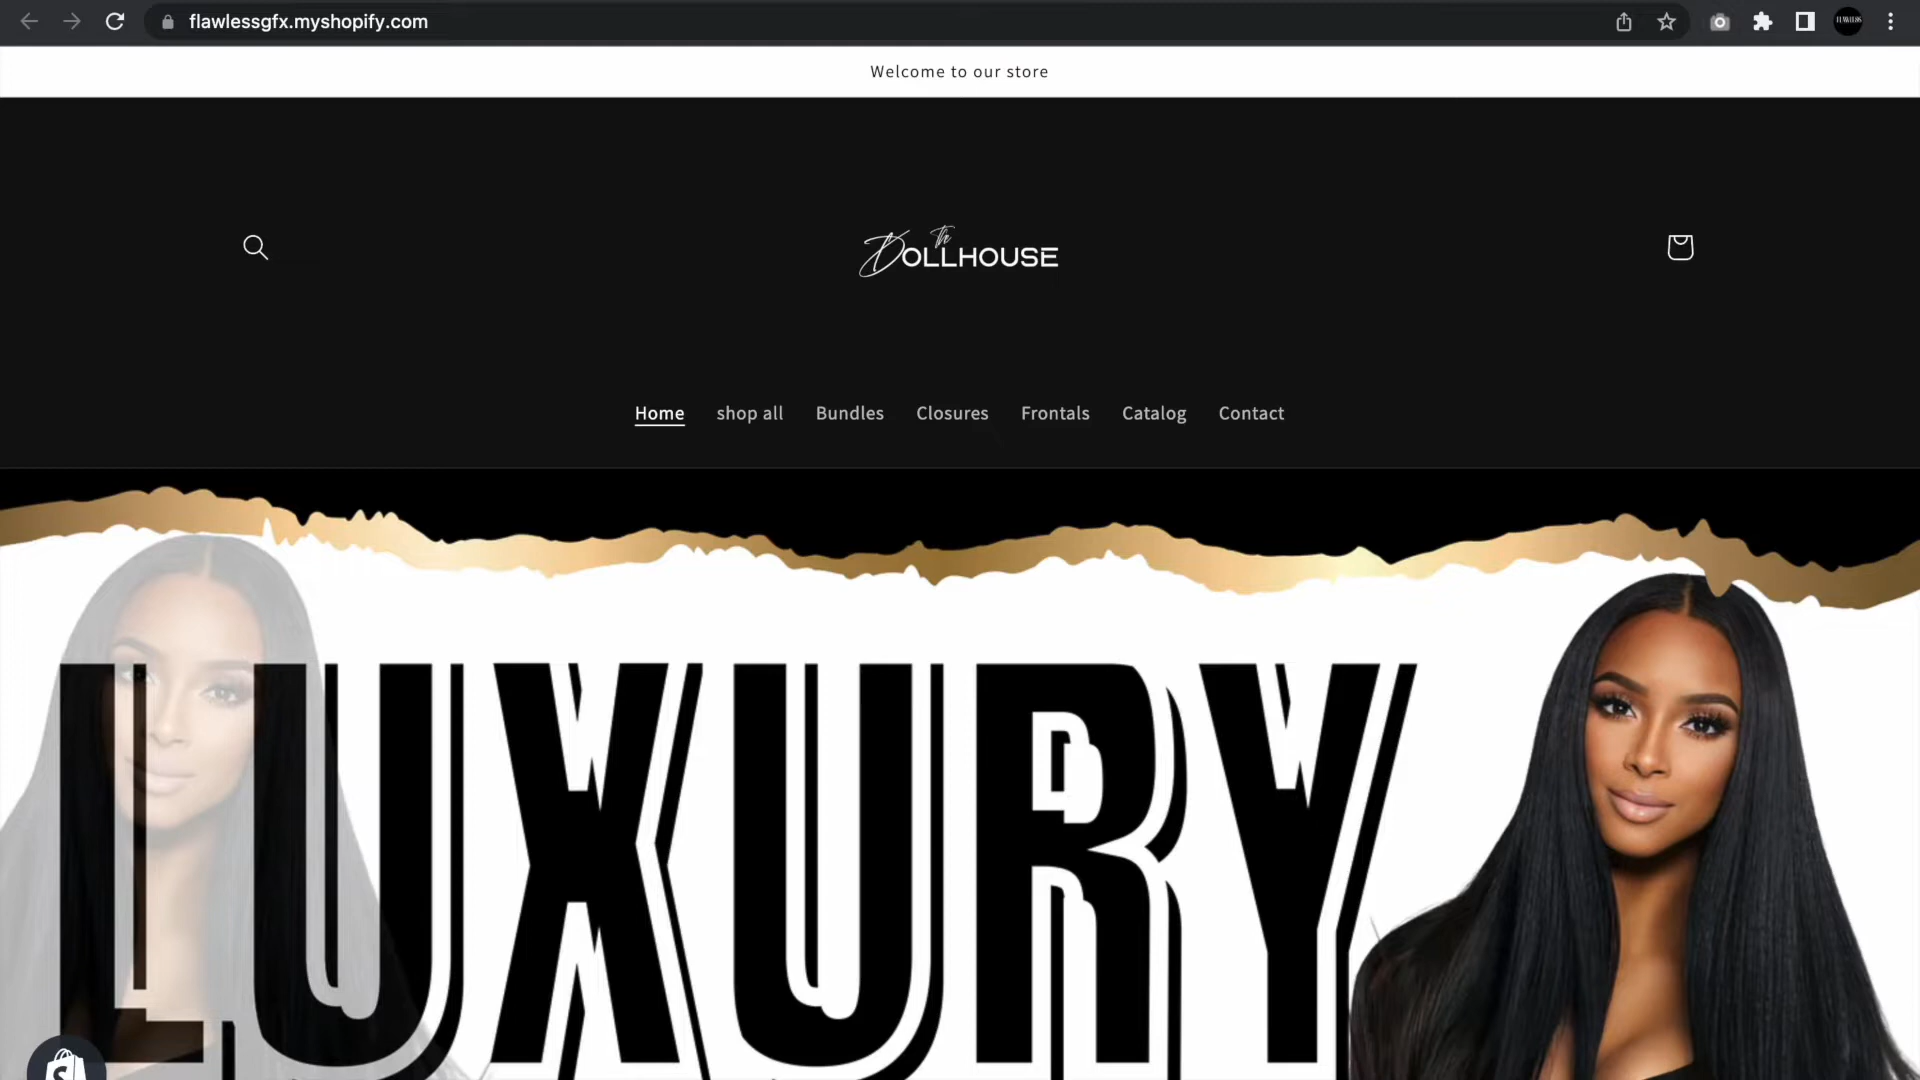 flawlessgfx.myshopify.com
Welcome to our store
The
DOLLHOUSE
Home shop all Bundles Closures Frontals Catalog Contact
LUXURY